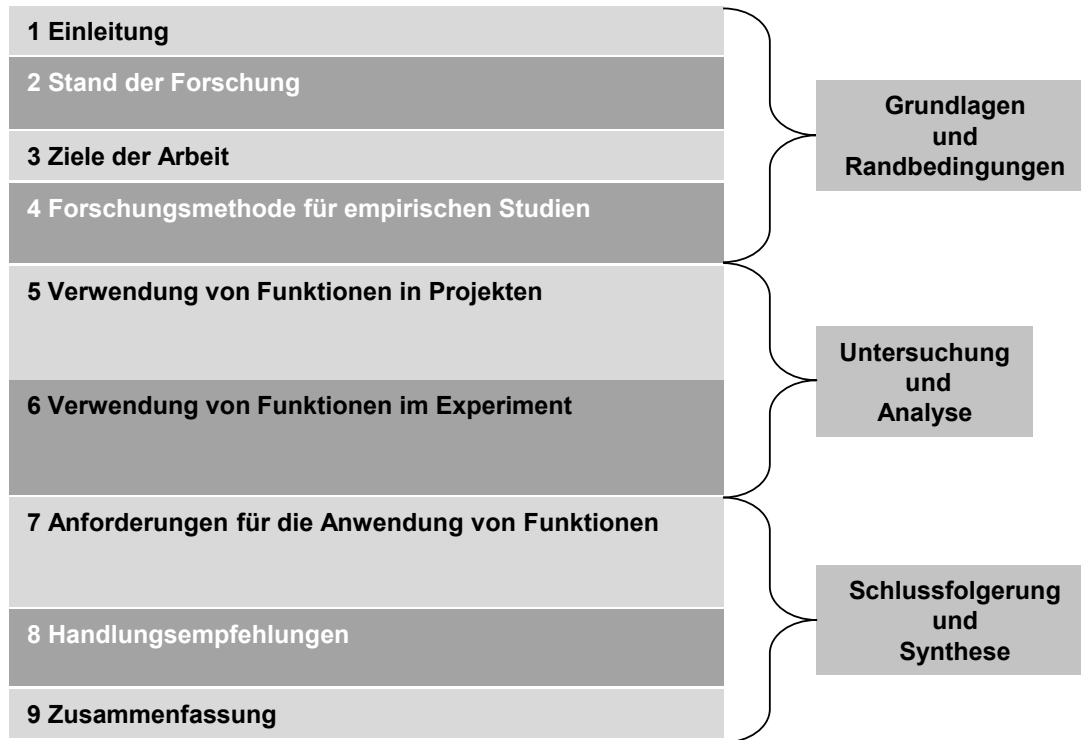 1 Einleitung
2 Stand der Forschung
3 Ziele der Arbeit
4 Forschungsmethode für empirischen Studien
Grundlagen
und
Randbedingungen
5 Verwendung von Funktionen in Projekten
6 Verwendung von Funktionen im Experiment
Untersuchung
und
Analyse
7 Anforderungen für die Anwendung von Funktionen
8 Handlungsempfehlungen
9 Zusammenfassung
Schlussfolgerung
und
Synthese